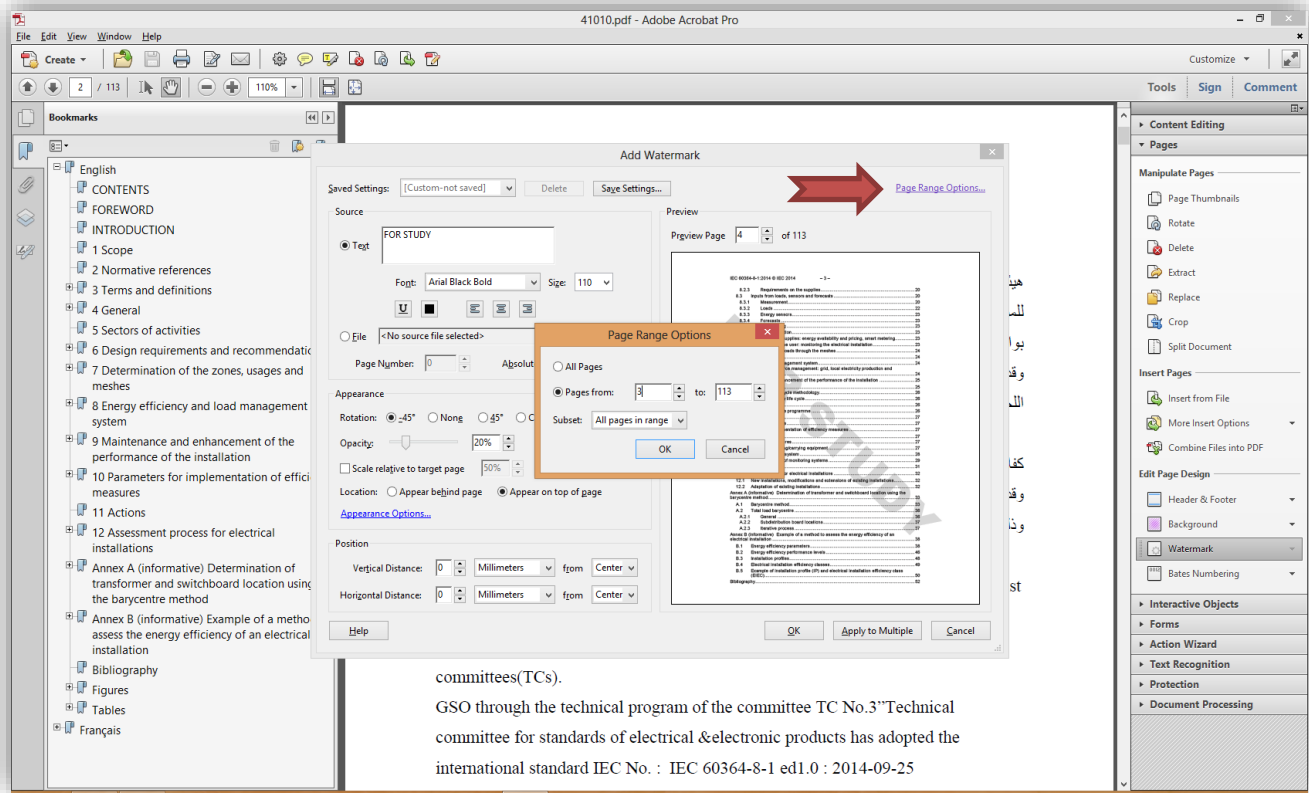 41010.pdf - Adobe Acrobat Pro
File Edit View Window Help
Create
Customize
2 / 113
110%
Tools Sign Comment
Bookmarks
English
CONTENTS
FOREWORD
INTRODUCTION
1 Scope
2 Normative references
3 Terms and definitions
4 General
5 Sectors of activities
6 Design requirements and recommendatio
7 Determination of the zones, usages and
meshes
8 Energy efficiency and load management
system
9 Maintenance and enhancement of the
performance of the installation
10 Parameters for implementation of effici
measures
11 Actions
12 Assessment process for electrical
installations
Annex A (informative) Determination of
transformer and switchboard location using
the barycentre method
Annex B (informative) Example of a metho
assess the energy efficiency of an electrical
installation
Bibliography
Figures
Tables
Français
Add Watermark
Saved Settings: [Custom-not saved] Delete Save Settings...
Page Range Options...
Source
Text
FOR STUDY
Font: Arial Black Bold Size: 110
U
File <No source file selected>
Page Number: 0 Absolut
Appearance
Rotation: -45° None 45° C
Opacity: 20%
Scale relative to target page 50%
Location: Appear behind page Appear on top of page
Appearance Options...
Position
Vertical Distance: 0 Millimeters from Center
Horizontal Distance: 0 Millimeters from Center
Help
Preview
Preview Page 4 of 113
IEC 60364-8-1:2014 © IEC 2014 – 3 –
STUDY
OK Apply to Multiple Cancel
Page Range Options
All Pages
Pages from: 3 to: 113
Subset: All pages in range
OK Cancel
st
committees(TCs).
GSO through the technical program of the committee TC No.3”Technical
committee for standards of electrical &electronic products has adopted the
international standard IEC No. : IEC 60364-8-1 ed1.0 : 2014-09-25
Content Editing
Pages
Manipulate Pages
Page Thumbnails
Rotate
Delete
Extract
Replace
Crop
Split Document
Insert Pages
Insert from File
More Insert Options
Combine Files into PDF
Edit Page Design
Header & Footer
Background
Watermark
Bates Numbering
Interactive Objects
Forms
Action Wizard
Text Recognition
Protection
Document Processing